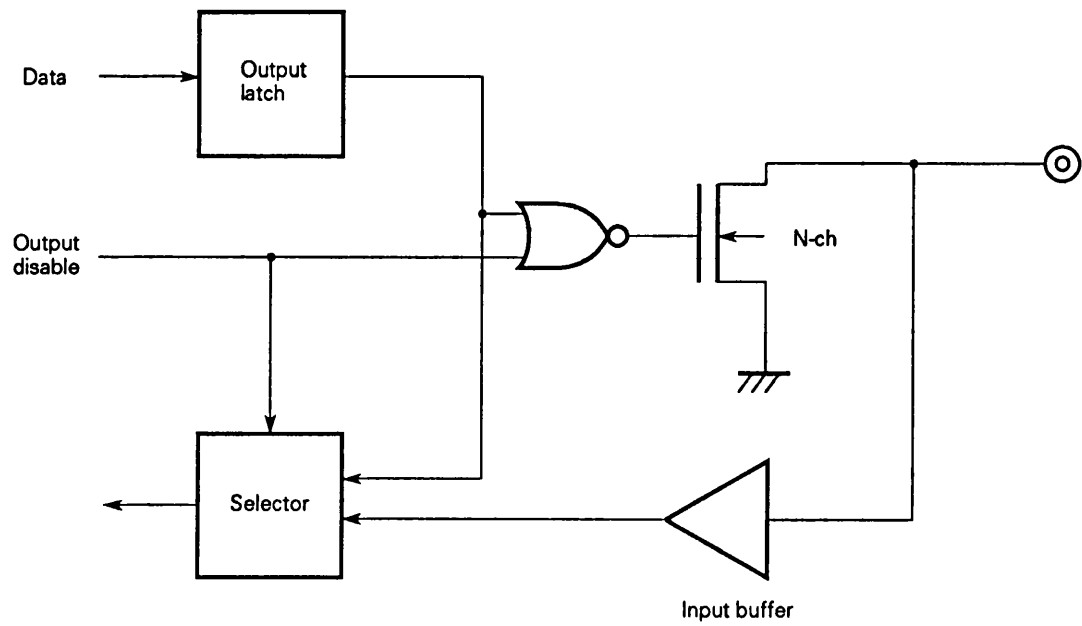 Data
Output
latch
Output
disable
N-ch
Selector
Input buffer